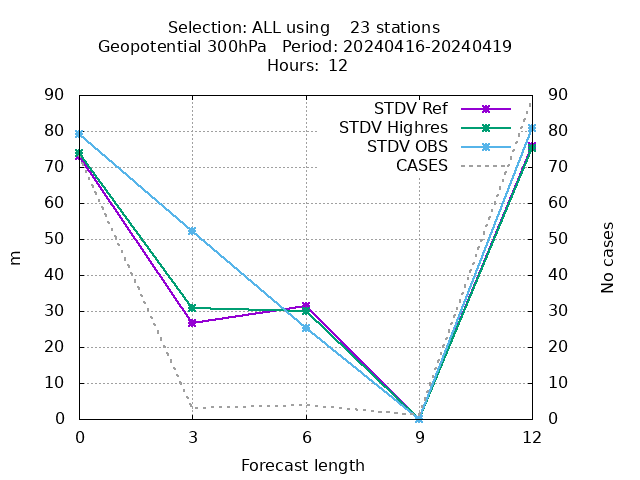 Selection: ALL using    23 stations
Geopotential 300hPa   Period: 20240416-20240419
Hours: 12
STDV Ref
STDV Highres
STDV OBS
CASES
90
80
70
60
50
40
30
20
10
0
m
90
80
70
60
50
40
30
20
10
0
No cases
0 3 6 9 12
Forecast length